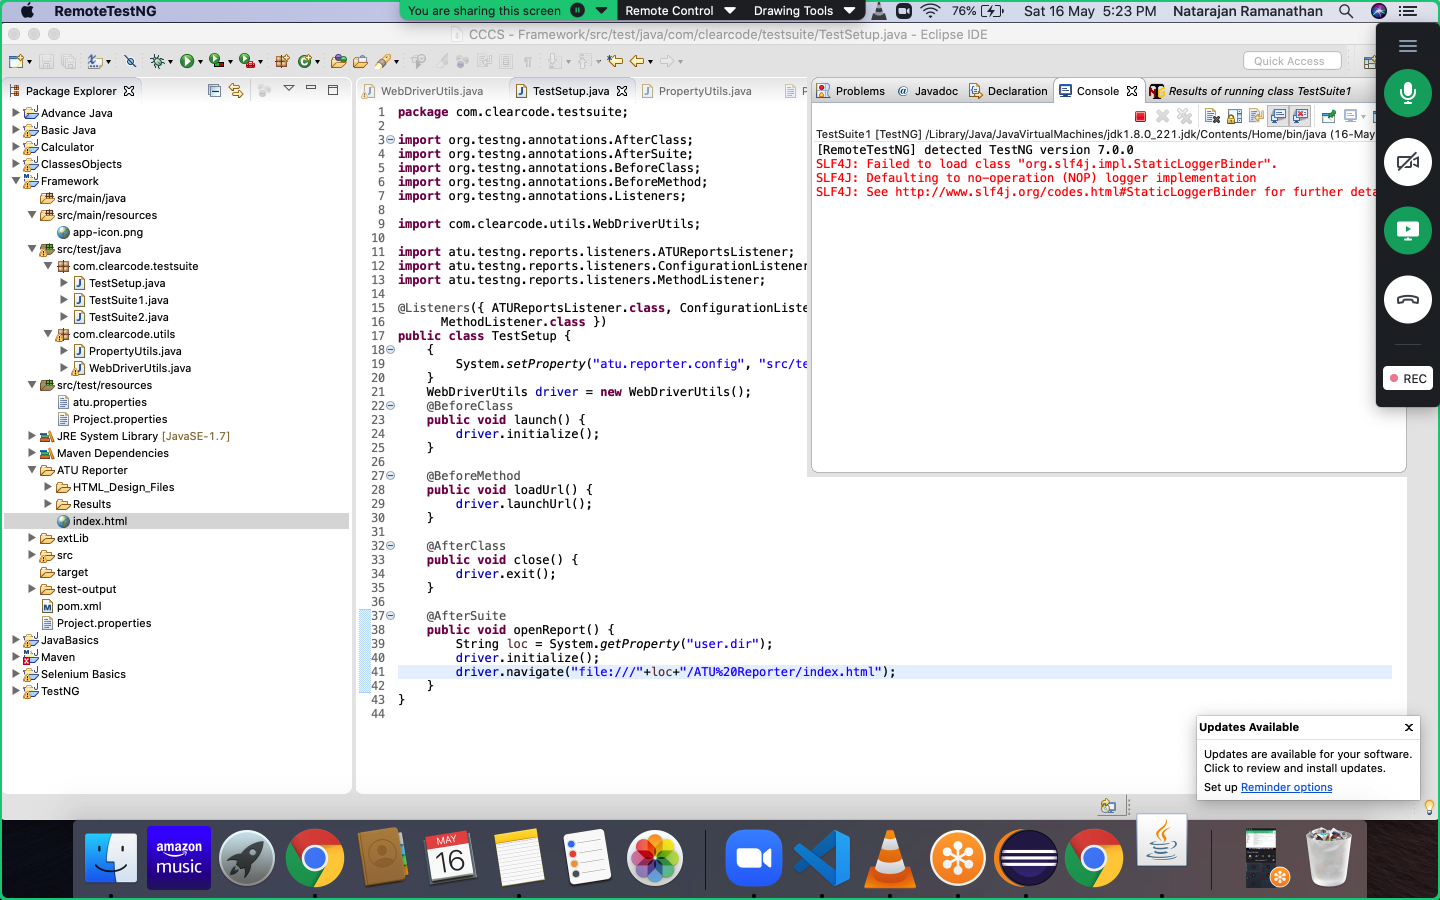 RemoteTestNG
You are sharing this screen
Remote Control
Drawing Tools
76%
Sat 16 May 5:23 PM
Natarajan Ramanathan
CCCS - Framework/src/test/java/com/clearcode/testsuite/TestSetup.java - Eclipse IDE
Quick Access
Package Explorer
Advance Java
Basic Java
Calculator
ClassesObjects
Framework
src/main/java
src/main/resources
app-icon.png
src/test/java
com.clearcode.testsuite
TestSetup.java
TestSuite1.java
TestSuite2.java
com.clearcode.utils
PropertyUtils.java
WebDriverUtils.java
src/test/resources
atu.properties
Project.properties
JRE System Library [JavaSE-1.7]
Maven Dependencies
ATU Reporter
HTML_Design_Files
Results
index.html
extLib
src
target
test-output
pom.xml
Project.properties
JavaBasics
Maven
Selenium Basics
TestNG
WebDriverUtils.java
TestSetup.java
PropertyUtils.java
1 package com.clearcode.testsuite;
2
3 import org.testng.annotations.AfterClass;
4 import org.testng.annotations.AfterSuite;
5 import org.testng.annotations.BeforeClass;
6 import org.testng.annotations.BeforeMethod;
7 import org.testng.annotations.Listeners;
8
9 import com.clearcode.utils.WebDriverUtils;
10
11 import atu.testng.reports.listeners.ATUReportsListener;
12 import atu.testng.reports.listeners.ConfigurationListener
13 import atu.testng.reports.listeners.MethodListener;
14
15 @Listeners({ ATUReportsListener.class, ConfigurationListe
16 MethodListener.class })
17 public class TestSetup {
18 {
19 System.setProperty("atu.reporter.config", "src/te
20 }
21 WebDriverUtils driver = new WebDriverUtils();
22 @BeforeClass
23 public void launch() {
24 driver.initialize();
25 }
26
27 @BeforeMethod
28 public void loadUrl() {
29 driver.launchUrl();
30 }
31
32 @AfterClass
33 public void close() {
34 driver.exit();
35 }
36
37 @AfterSuite
38 public void openReport() {
39 String loc = System.getProperty("user.dir");
40 driver.initialize();
41 driver.navigate("file:///"+loc+"/ATU%20Reporter/index.html");
42 }
43 }
44
Problems
@ Javadoc
Declaration
Console
Results of running class TestSuite1
TestSuite1 [TestNG] /Library/Java/JavaVirtualMachines/jdk1.8.0_221.jdk/Contents/Home/bin/java (16-May
[RemoteTestNG] detected TestNG version 7.0.0
SLF4J: Failed to load class "org.slf4j.impl.StaticLoggerBinder".
SLF4J: Defaulting to no-operation (NOP) logger implementation
SLF4J: See http://www.slf4j.org/codes.html#StaticLoggerBinder for further deta
REC
Updates Available
Updates are available for your software.
Click to review and install updates.
Set up Reminder options
amazon
music
MAY
16
Java